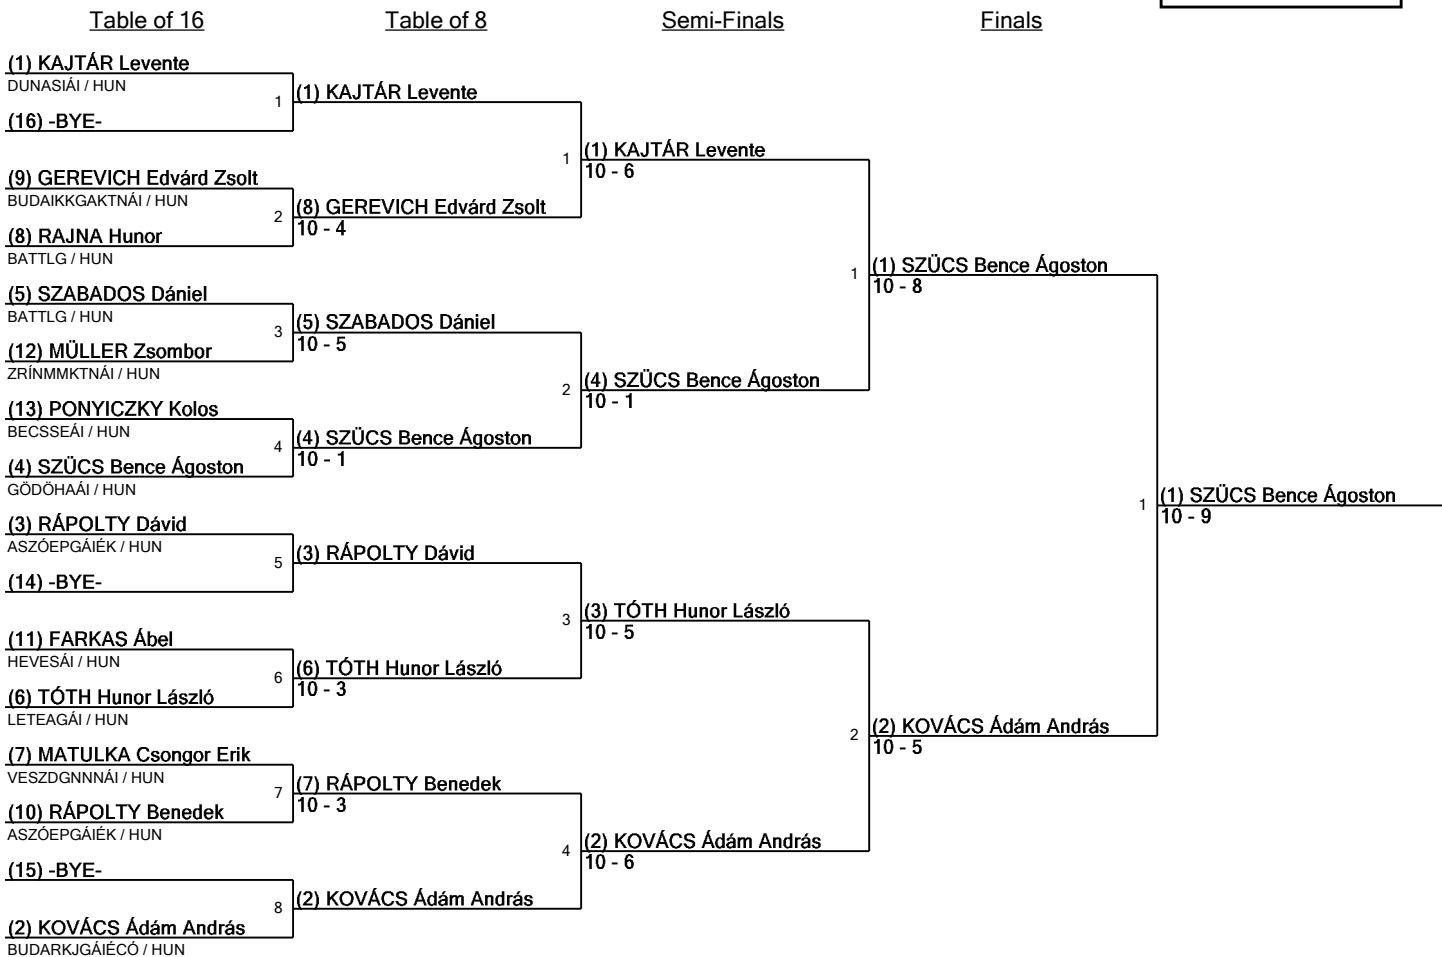 Table of 16
Table of 8
Semi-Finals
Finals
(1) KAJTÁR Levente
DUNASIÁI / HUN
1
(16) -BYE-
(9) GEREVICH Edvárd Zsolt
BUDAIKKGAKTNÁI / HUN
2
(8) RAJNA Hunor
BATTLG / HUN
(5) SZABADOS Dániel
BATTLG / HUN
3
(12) MÜLLER Zsombor
ZRÍNMMKTNÁI / HUN
(13) PONYICZKY Kolos
BECSSEÁI / HUN
4
(4) SZÜCS Bence Ágoston
GÖDÖHAÁI / HUN
(3) RÁPOLTY Dávid
ASZÓEPGÁIÉK / HUN
5
(14) -BYE-
(11) FARKAS Ábel
HEVESÁI / HUN
6
(6) TÓTH Hunor László
LETEAGÁI / HUN
(7) MATULKA Csongor Erik
VESZDGNNNÁI / HUN
7
(10) RÁPOLTY Benedek
ASZÓEPGÁIÉK / HUN
(15) -BYE-
8
(2) KOVÁCS Ádám András
BUDARKJGÁIÉCÓ / HUN
(1) KAJTÁR Levente
1
(8) GEREVICH Edvárd Zsolt
10 - 4
(5) SZABADOS Dániel
10 - 5
2
(4) SZÜCS Bence Ágoston
10 - 1
(3) RÁPOLTY Dávid
3
(6) TÓTH Hunor László
10 - 3
(7) RÁPOLTY Benedek
10 - 3
4
(2) KOVÁCS Ádám András
(1) KAJTÁR Levente
10 - 6
1
(4) SZÜCS Bence Ágoston
10 - 1
(3) TÓTH Hunor László
10 - 5
2
(2) KOVÁCS Ádám András
10 - 6
(1) SZÜCS Bence Ágoston
10 - 8
1
(2) KOVÁCS Ádám András
10 - 5
(1) SZÜCS Bence Ágoston
10 - 9